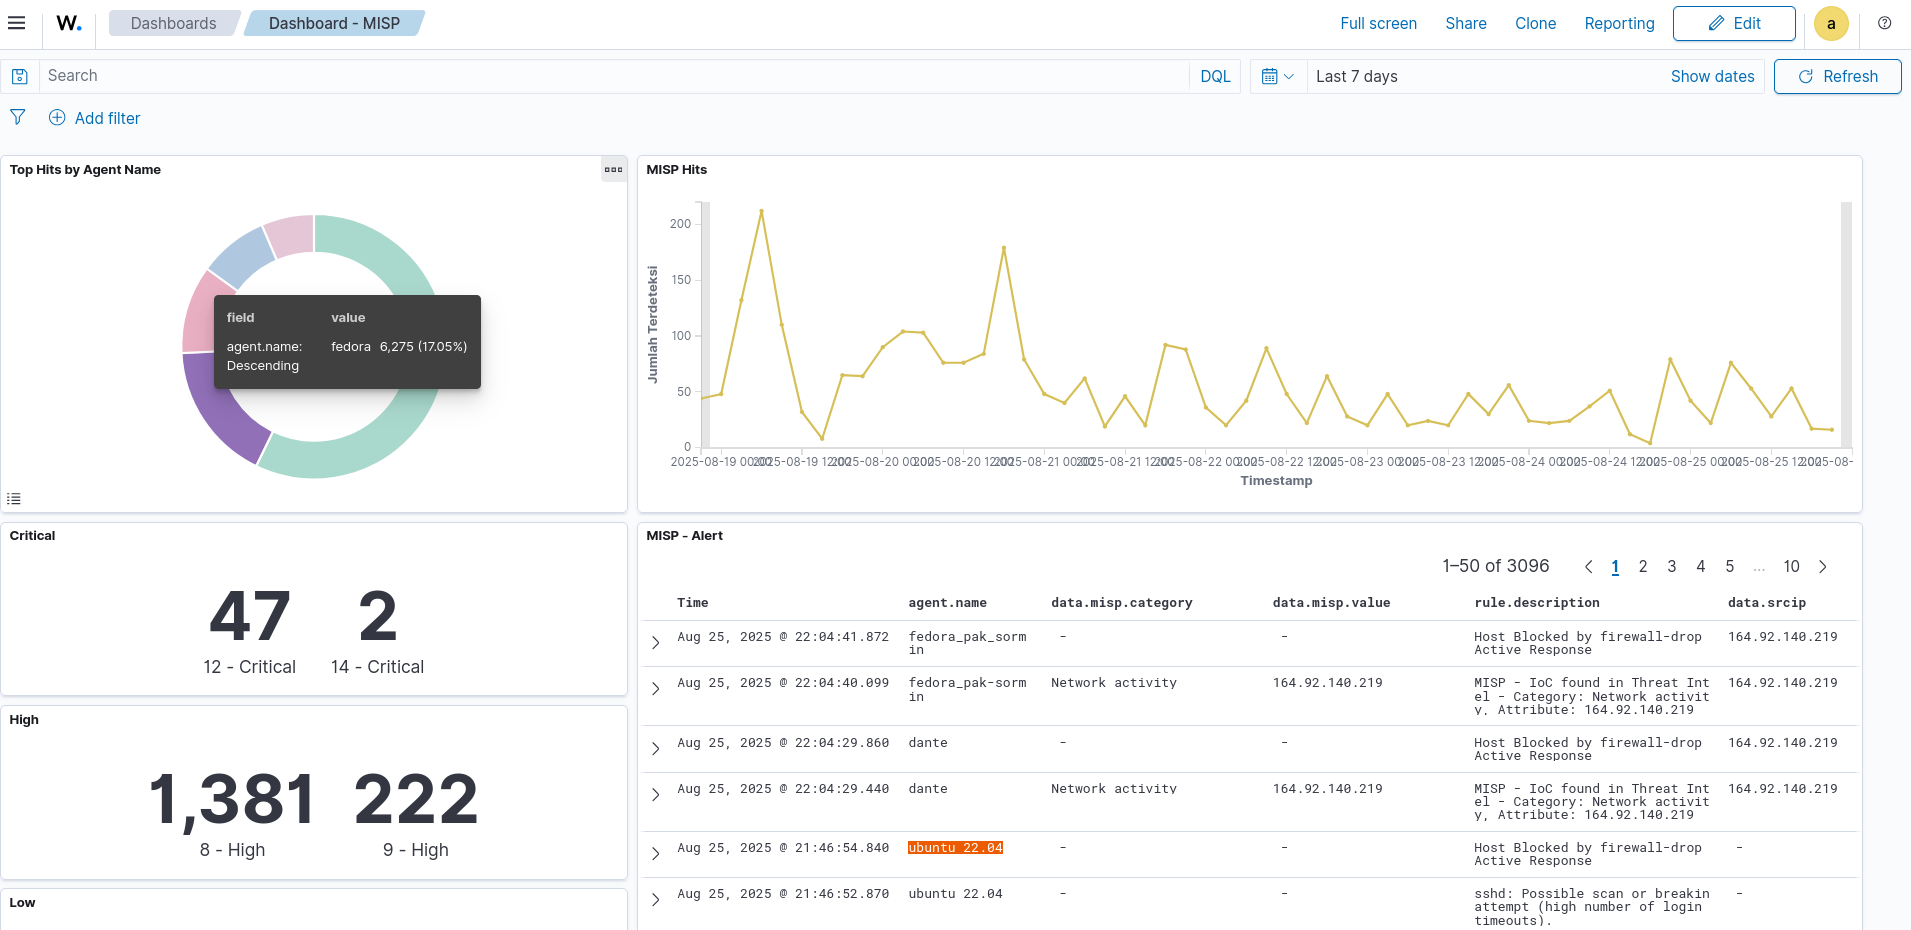 W.
Dashboards
Dashboard - MISP
Full screen
Share
Clone
Reporting
Edit
a
Search
DQL
Last 7 days
Show dates
Refresh
Add filter
Top Hits by Agent Name
field value
agent.name: fedora 6,275 (17.05%)
Descending
MISP Hits
200
150
100
50
0
Jumlah Terdeteksi
2025-08-19 00:00
2025-08-19 12:00
2025-08-20 00:00
2025-08-20 12:00
2025-08-21 00:00
2025-08-21 12:00
2025-08-22 00:00
2025-08-22 12:00
2025-08-23 00:00
2025-08-23 12:00
2025-08-24 00:00
2025-08-24 12:00
2025-08-25 00:00
2025-08-25 12:00
2025-08-
Timestamp
Critical
47 2
12 - Critical 14 - Critical
High
1,381 222
8 - High 9 - High
Low
MISP - Alert
1–50 of 3096 1 2 3 4 5 ... 10
Time agent.name data.misp.category data.misp.value rule.description data.srcip
Aug 25, 2025 @ 22:04:41.872 fedora_pak_sorm - - Host Blocked by firewall-drop 164.92.140.219
in Active Response
Aug 25, 2025 @ 22:04:40.099 fedora_pak-sorm Network activity 164.92.140.219 MISP - IoC found in Threat Int 164.92.140.219
in el - Category: Network activit
y, Attribute: 164.92.140.219
Aug 25, 2025 @ 22:04:29.860 dante - - Host Blocked by firewall-drop 164.92.140.219
Active Response
Aug 25, 2025 @ 22:04:29.440 dante Network activity 164.92.140.219 MISP - IoC found in Threat Int 164.92.140.219
el - Category: Network activit
y, Attribute: 164.92.140.219
Aug 25, 2025 @ 21:46:54.840 ubuntu 22.04 - - Host Blocked by firewall-drop -
Active Response
Aug 25, 2025 @ 21:46:52.870 ubuntu 22.04 - - sshd: Possible scan or breakin -
attempt (high number of login
timeouts).